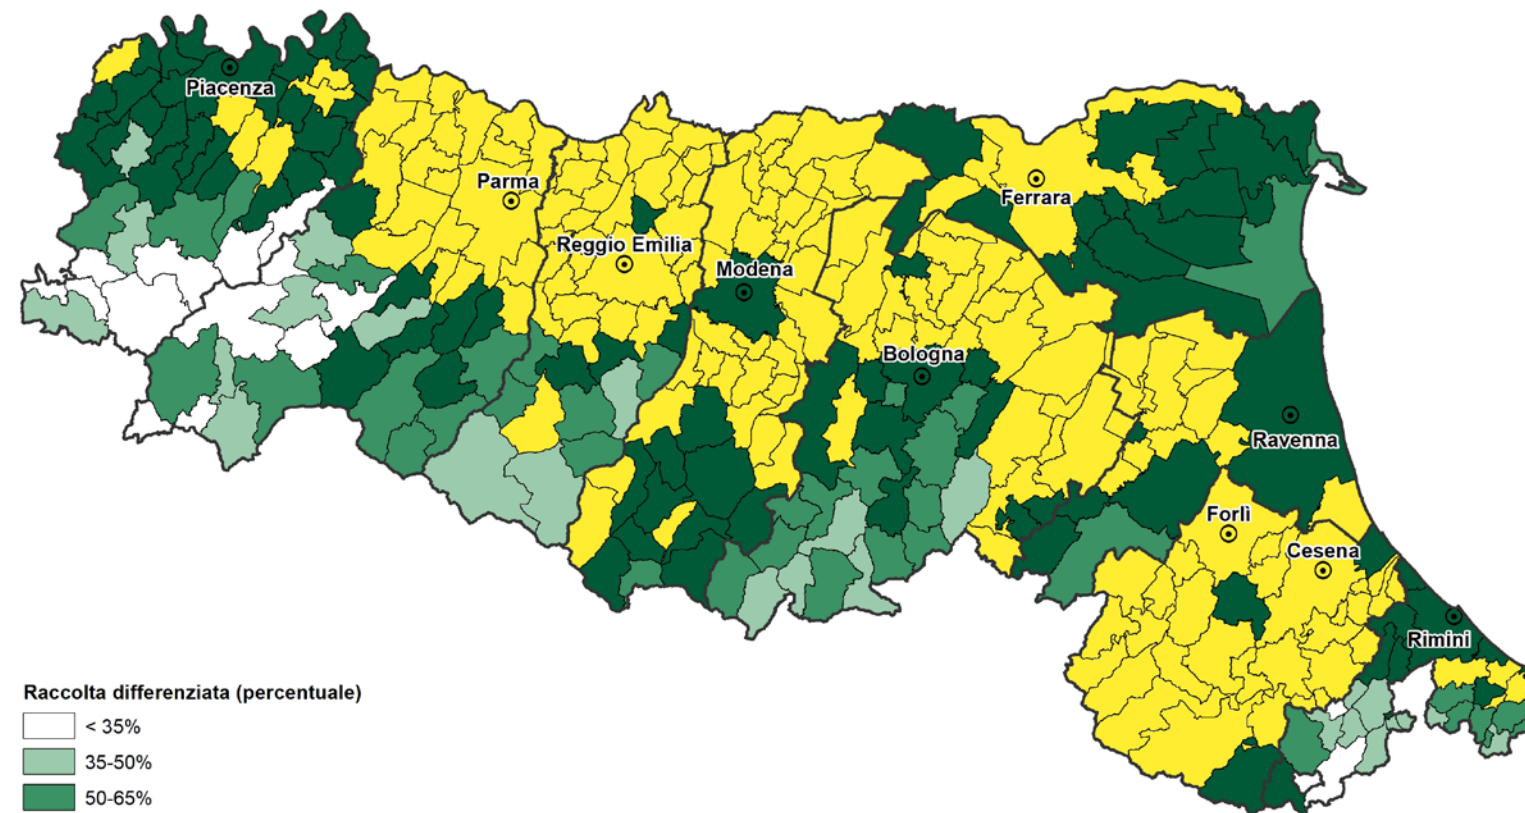 Piacenza
Parma
Ferrara
Reggio Emilia
Modena
Bologna
Ravenna
Forlì
Cesena
Rimini
Raccolta differenziata (percentuale)
< 35%
35-50%
50-65%